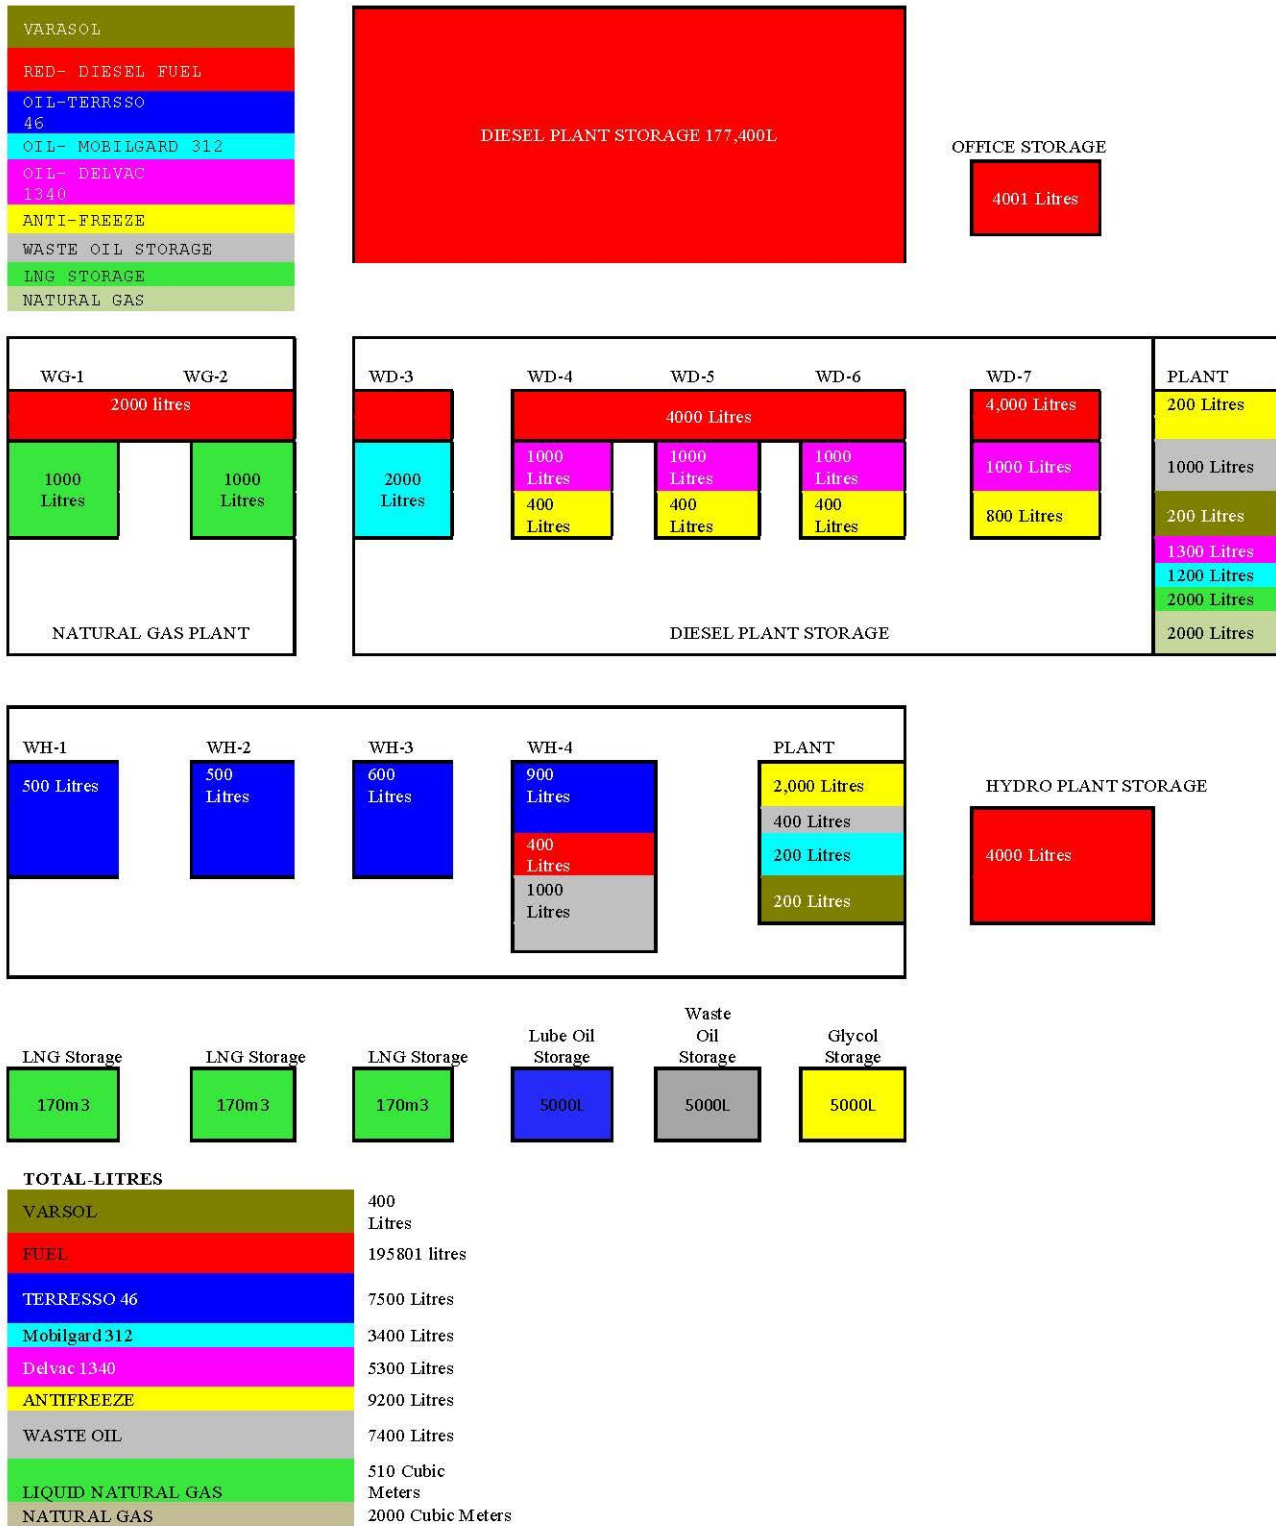 VARASOL
RED- DIESEL FUEL
OIL-TERRSSO
46
OIL- MOBILGARD 312
OIL- DELVAC
1340
ANTI-FREEZE
WASTE OIL STORAGE
LNG STORAGE
NATURAL GAS
DIESEL PLANT STORAGE 177,400L
OFFICE STORAGE
4001 Litres
WG-1 WG-2
2000 litres
1000
Litres
1000
Litres
NATURAL GAS PLANT
WD-3 WD-4 WD-5 WD-6 WD-7
4000 Litres
4,000 Litres
2000
Litres
1000
Litres
1000
Litres
1000
Litres
1000 Litres
400
Litres
400
Litres
400
Litres
800 Litres
DIESEL PLANT STORAGE
PLANT
200 Litres
1000 Litres
200 Litres
1300 Litres
1200 Litres
2000 Litres
2000 Litres
WH-1 WH-2 WH-3 WH-4 PLANT
500 Litres
500
Litres
600
Litres
900
Litres
400
Litres
1000
Litres
2,000 Litres
400 Litres
200 Litres
200 Litres
HYDRO PLANT STORAGE
4000 Litres
LNG Storage
170m3
LNG Storage
170m3
LNG Storage
170m3
Lube Oil
Storage
5000L
Waste
Oil
Storage
5000L
Glycol
Storage
5000L
TOTAL-LITRES
VARSOL 400
Litres
FUEL 195801 litres
TERRESSO 46 7500 Litres
Mobilgard 312 3400 Litres
Delvac 1340 5300 Litres
ANTIFREEZE 9200 Litres
WASTE OIL 7400 Litres
510 Cubic
LIQUID NATURAL GAS Meters
NATURAL GAS 2000 Cubic Meters